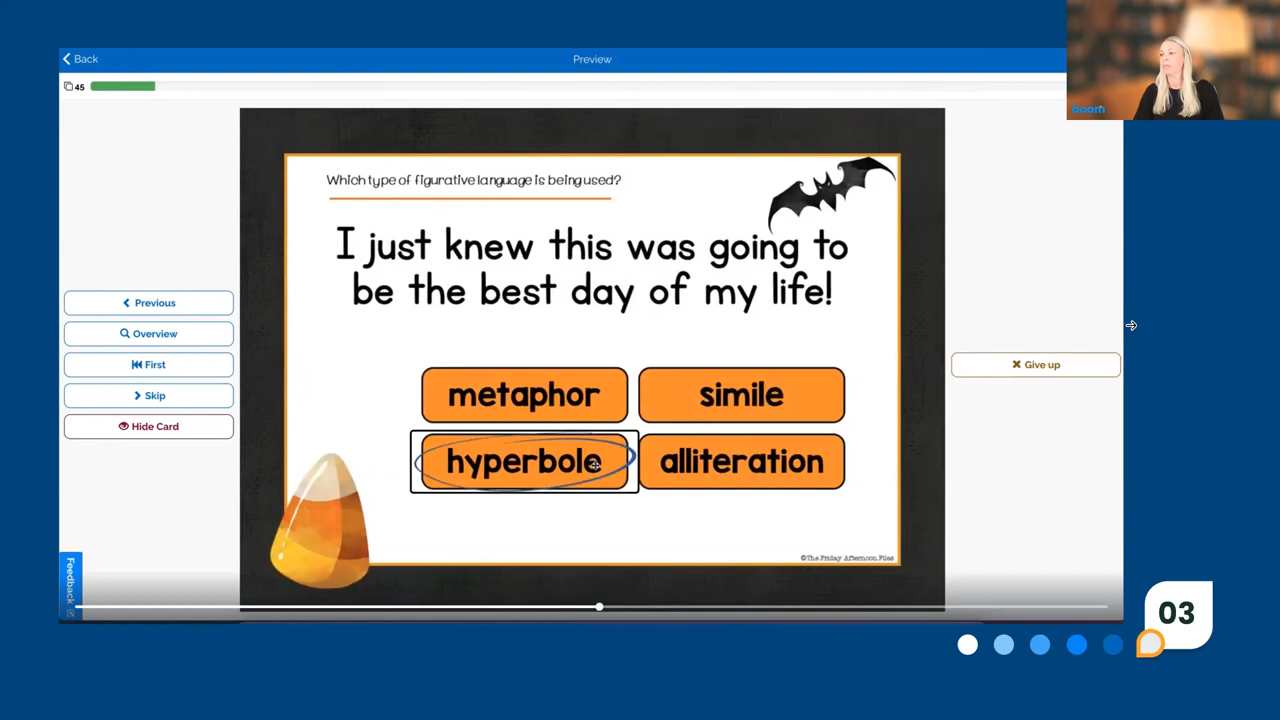 Back
Preview
45
boom
Which type of figurative language is being used?
I just knew this was going to
be the best day of my life!
Previous
Overview
First
Skip
Hide Card
Give up
metaphor
simile
hyperbole
alliteration
©The Friday Afternoon Files
Feedback
03